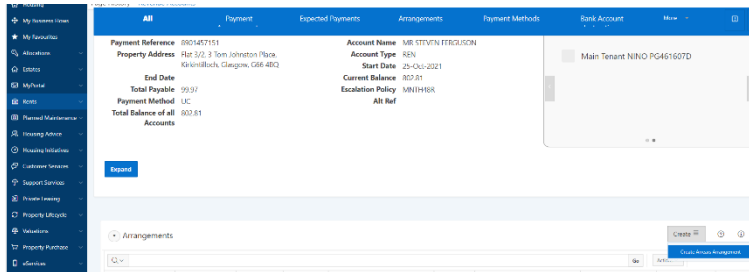 Housing
My Business Areas
My Favourites
Allocations
Estates
MyPortal
Rents
Planned Maintenance
Housing Advice
Housing Initiatives
Customer Services
Support Services
Private Leasing
Property Lifecycle
Valuations
Property Purchase
eServices
Page History
All
Payment
Expected Payments
Arrangements
Payment Methods
Bank Account
More
Payment Reference 8901457151
Property Address Flat 3/2, 3 Tom Johnston Place,
Kirkintilloch, Glasgow, G66 4BQ
End Date
Total Payable 99.97
Payment Method UC
Total Balance of all 802.81
Accounts
Account Name MR STEVEN FERGUSON
Account Type REN
Start Date 25-Oct-2021
Current Balance 802.81
Escalation Policy MNTH48R
Alt Ref
Main Tenant NINO PG461607D
Expand
Arrangements
Create
Create Arrears Arrangement
Go